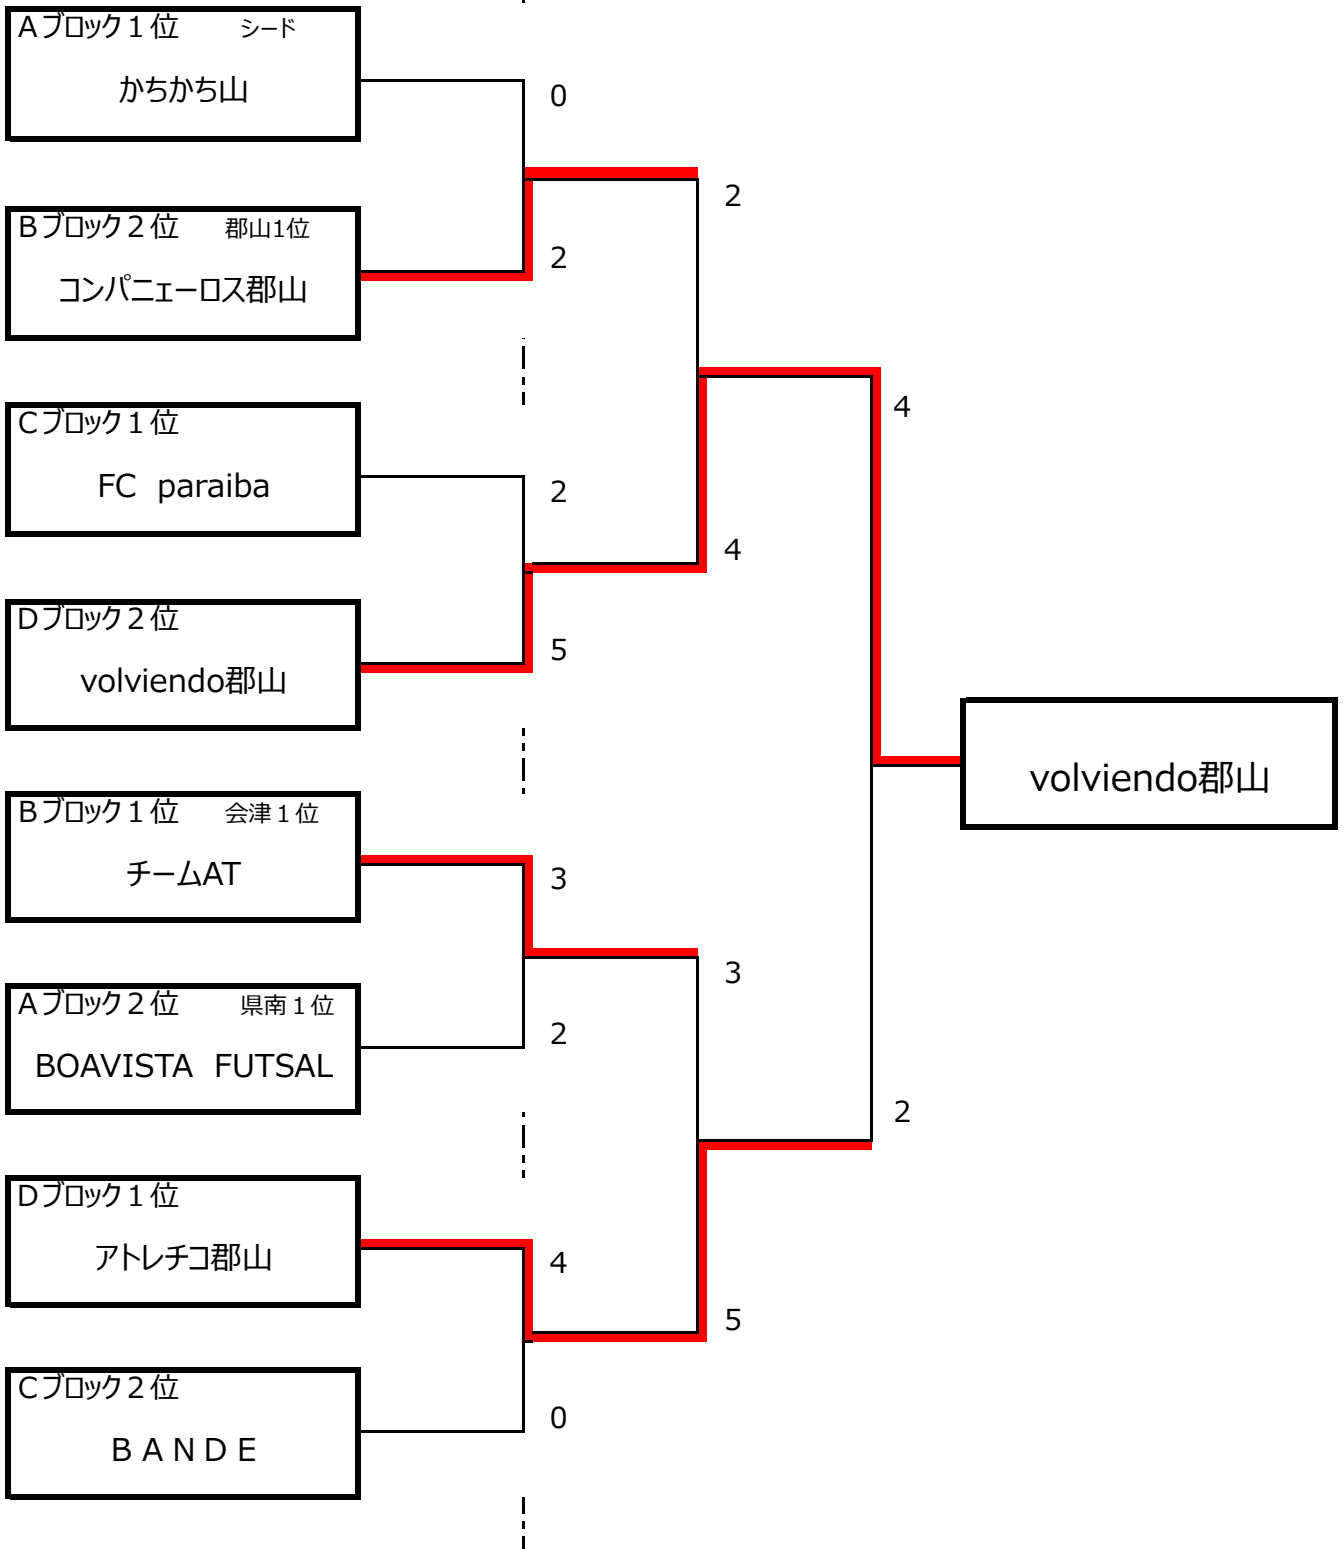 Aブロック１位 シード
かちかち山
0
2
Bブロック２位 郡山1位
2
コンパニェーロス郡山
Cブロック１位
4
FC paraiba
2
4
Dブロック２位
5
volviendo郡山
volviendo郡山
Bブロック１位 会津１位
チームAT
3
3
Aブロック２位 県南１位
2
BOAVISTA FUTSAL
2
Dブロック１位
アトレチコ郡山
4
5
Cブロック２位
0
ＢＡＮＤＥ